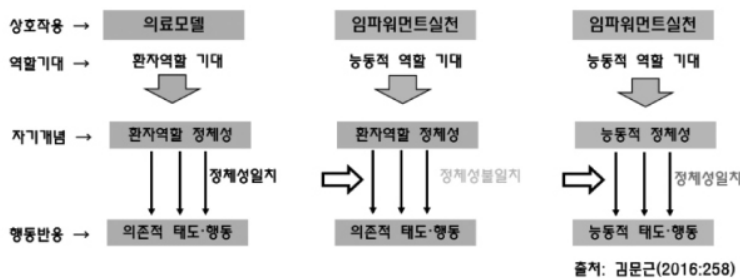 상호작용 → 의료모델 임파워먼트실천 임파워먼트실천
역할기대 → 환자역할 기대 능동적 역할 기대 능동적 역할 기대
자기개념 → 환자역할 정체성 환자역할 정체성 능동적 정체성
정체성일치 정체성불일치 정체성일치
행동반응 → 의존적 태도·행동 의존적 태도·행동 능동적 태도·행동
출처: 김문근(2016:258)